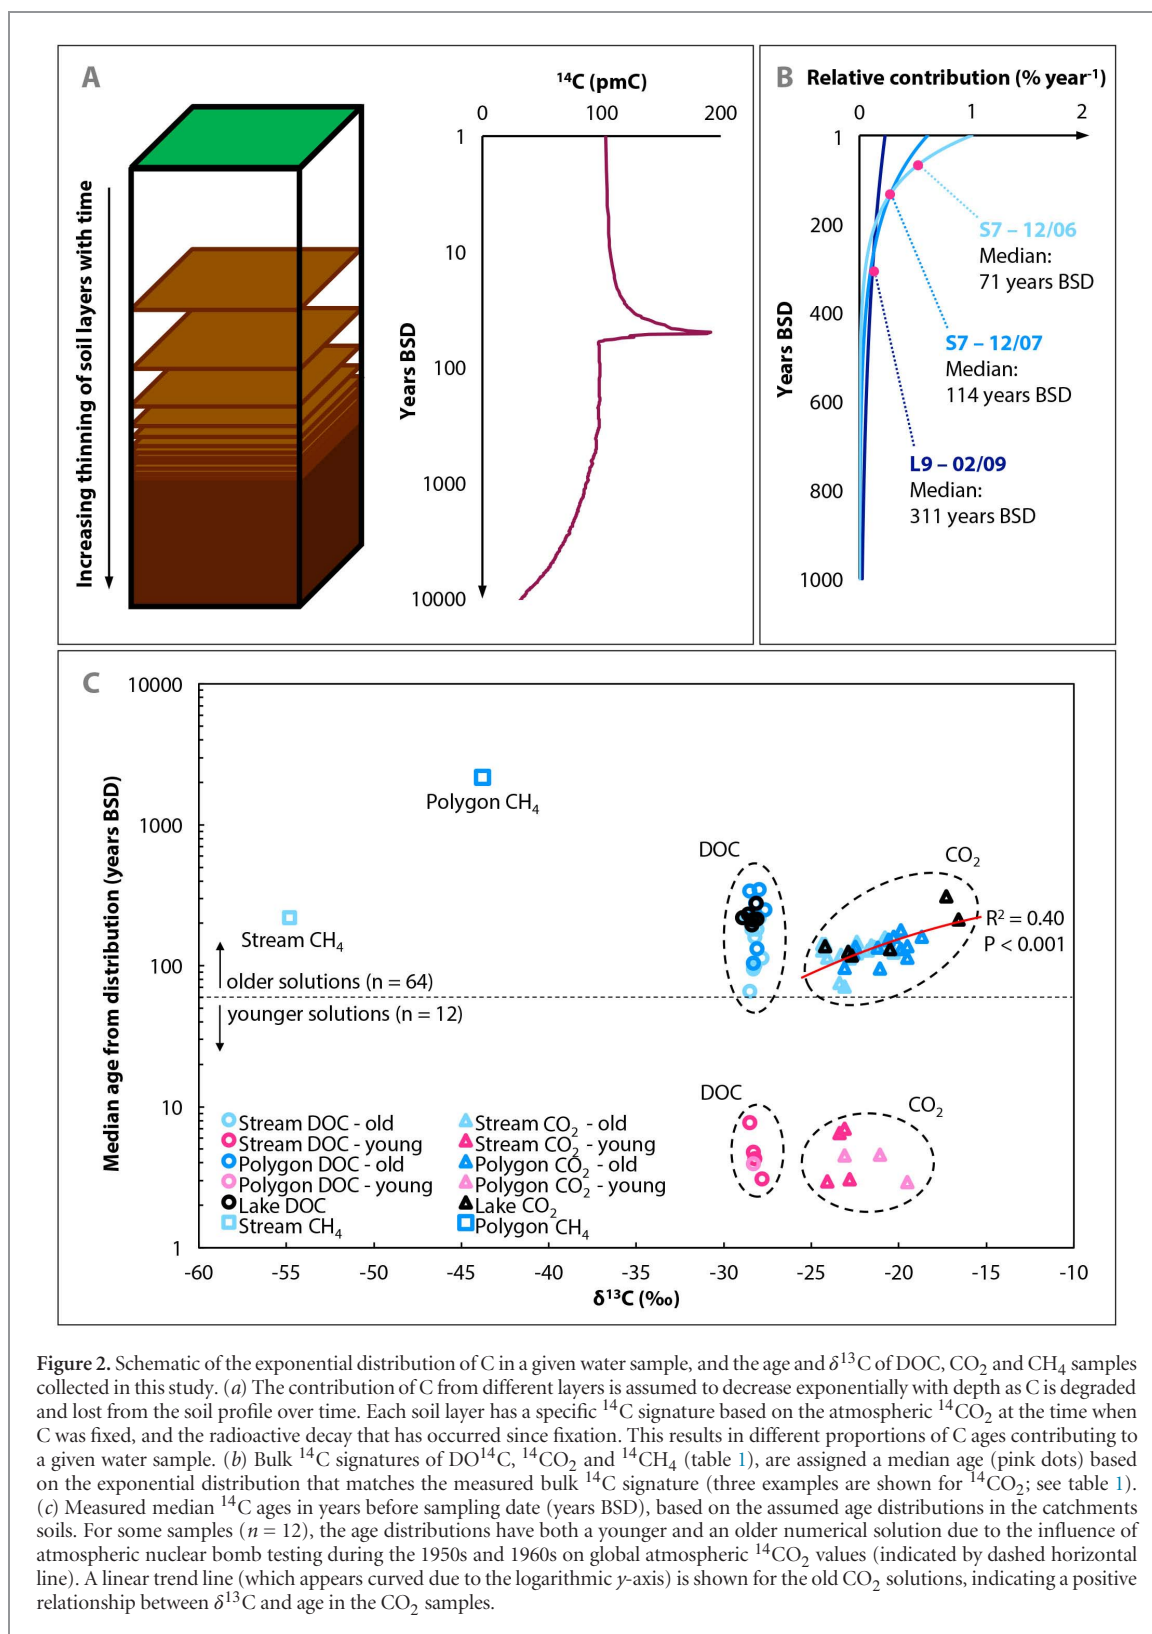 A
Increasing thinning of soil layers with time
¹⁴C (pmC)
0 100 200
Years BSD
1
10
100
1000
10000
B
Relative contribution (% year⁻¹)
0 1 2
Years BSD
1
200
400
600
800
1000
S7 – 12/06
Median:
71 years BSD
S7 – 12/07
Median:
114 years BSD
L9 – 02/09
Median:
311 years BSD
C
Median age from distribution (years BSD)
10000
1000
100
10
1
Polygon CH₄
Stream CH₄
DOC
CO₂
R² = 0.40
P < 0.001
older solutions (n = 64)
younger solutions (n = 12)
DOC
CO₂
Stream DOC - old
Stream DOC - young
Polygon DOC - old
Polygon DOC - young
Lake DOC
Stream CH₄
Stream CO₂ - old
Stream CO₂ - young
Polygon CO₂ - old
Polygon CO₂ - young
Lake CO₂
Polygon CH₄
-60 -55 -50 -45 -40 -35 -30 -25 -20 -15 -10
δ¹³C (‰)
Figure 2. Schematic of the exponential distribution of C in a given water sample, and the age and δ¹³C of DOC, CO₂ and CH₄ samples
collected in this study. (a) The contribution of C from different layers is assumed to decrease exponentially with depth as C is degraded
and lost from the soil profile over time. Each soil layer has a specific ¹⁴C signature based on the atmospheric ¹⁴CO₂ at the time when
C was fixed, and the radioactive decay that has occurred since fixation. This results in different proportions of C ages contributing to
a given water sample. (b) Bulk ¹⁴C signatures of DO¹⁴C, ¹⁴CO₂ and ¹⁴CH₄ (table 1), are assigned a median age (pink dots) based
on the exponential distribution that matches the measured bulk ¹⁴C signature (three examples are shown for ¹⁴CO₂; see table 1).
(c) Measured median ¹⁴C ages in years before sampling date (years BSD), based on the assumed age distributions in the catchments
soils. For some samples (n = 12), the age distributions have both a younger and an older numerical solution due to the influence of
atmospheric nuclear bomb testing during the 1950s and 1960s on global atmospheric ¹⁴CO₂ values (indicated by dashed horizontal
line). A linear trend line (which appears curved due to the logarithmic y-axis) is shown for the old CO₂ solutions, indicating a positive
relationship between δ¹³C and age in the CO₂ samples.